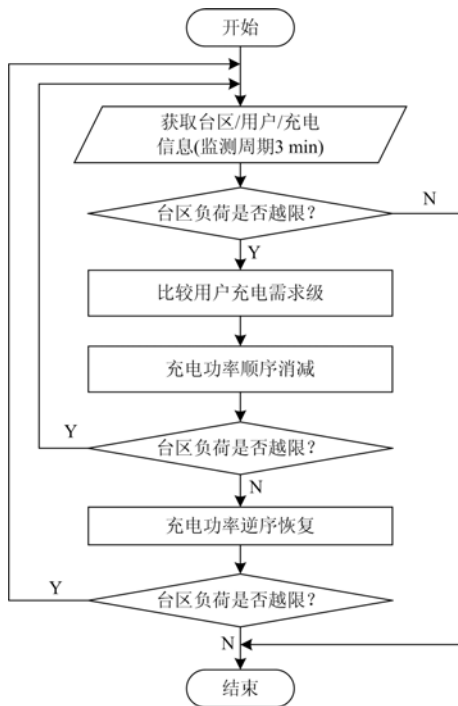 开始
获取台区/用户/充电
信息(监测周期3 min)
台区负荷是否越限?
N
Y
比较用户充电需求级
充电功率顺序消减
Y
台区负荷是否越限?
N
充电功率逆序恢复
Y
台区负荷是否越限?
N
结束